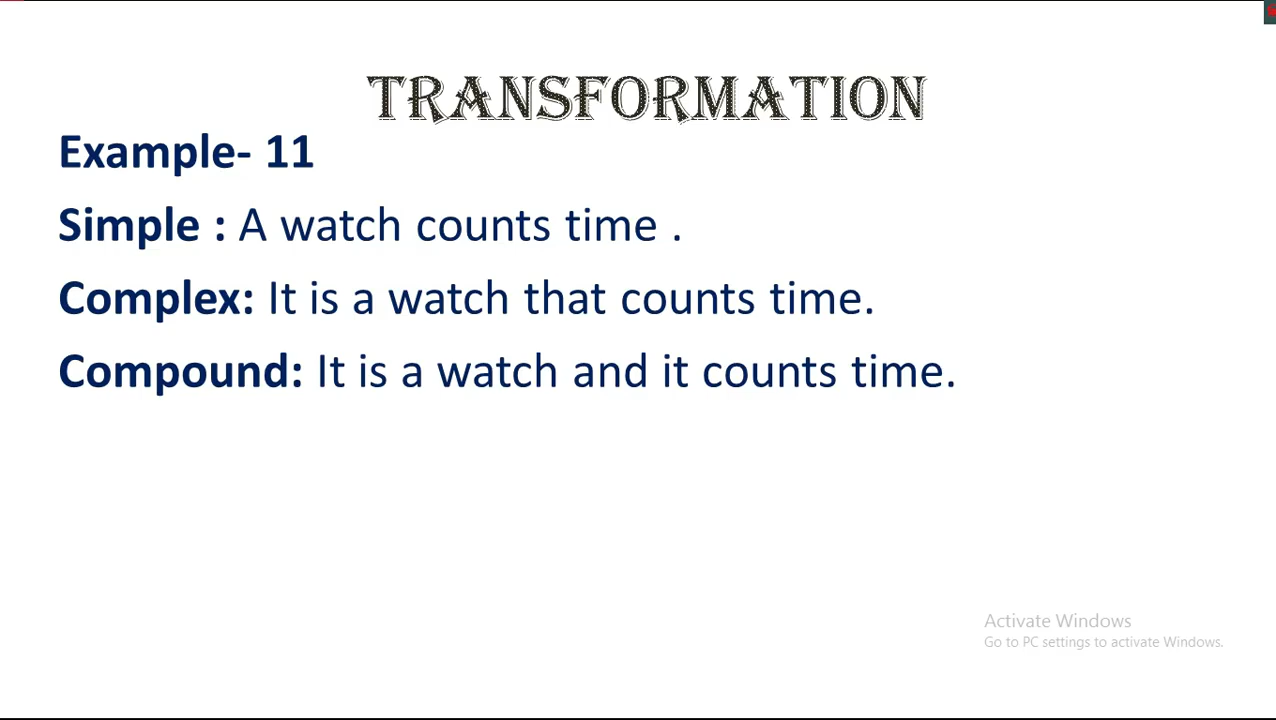 TRANSFORMATION
Example- 11
Simple : A watch counts time .
Complex: It is a watch that counts time.
Compound: It is a watch and it counts time.
Activate Windows
Go to PC settings to activate Windows.